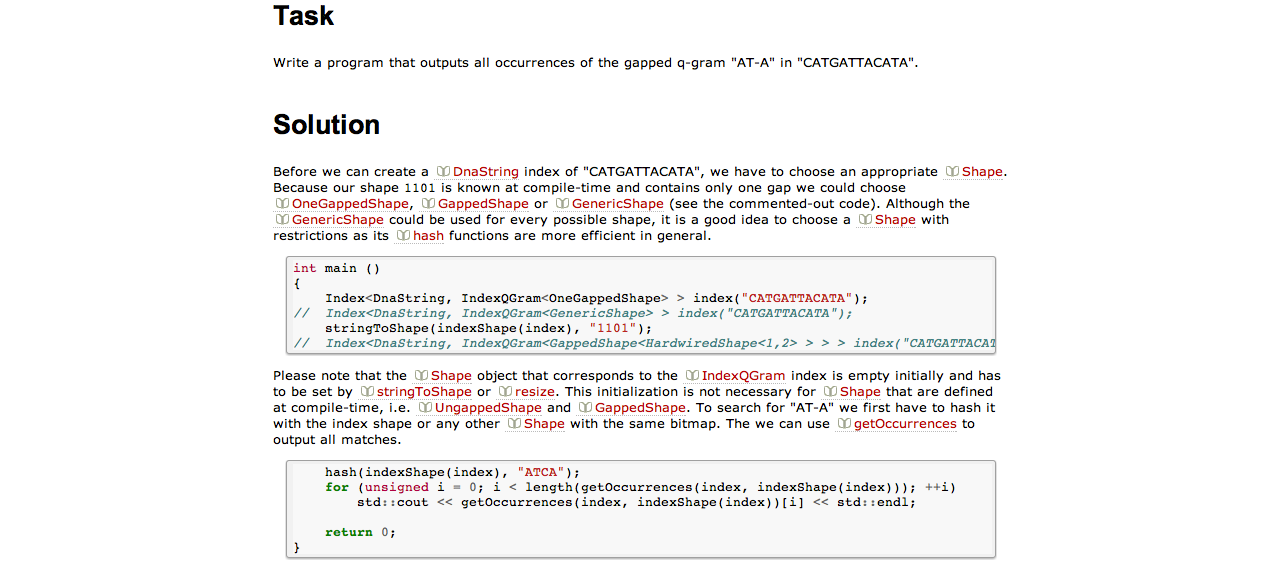 Task
Write a program that outputs all occurrences of the gapped q-gram "AT-A" in "CATGATTACATA".
Solution
Before we can create a DnaString index of "CATGATTACATA", we have to choose an appropriate Shape.
Because our shape 1101 is known at compile-time and contains only one gap we could choose
OneGappedShape, GappedShape or GenericShape (see the commented-out code). Although the
GenericShape could be used for every possible shape, it is a good idea to choose a Shape with
restrictions as its hash functions are more efficient in general.
int main ()
{
    Index<DnaString, IndexQGram<OneGappedShape> > index("CATGATTACATA");
//  Index<DnaString, IndexQGram<GenericShape> > index("CATGATTACATA");
    stringToShape(indexShape(index), "1101");
//  Index<DnaString, IndexQGram<GappedShape<HardwiredShape<1,2> > > > index("CATGATTACAT
Please note that the Shape object that corresponds to the IndexQGram index is empty initially and has
to be set by stringToShape or resize. This initialization is not necessary for Shape that are defined
at compile-time, i.e. UngappedShape and GappedShape. To search for "AT-A" we first have to hash it
with the index shape or any other Shape with the same bitmap. The we can use getOccurrences to
output all matches.
    hash(indexShape(index), "ATCA");
    for (unsigned i = 0; i < length(getOccurrences(index, indexShape(index))); ++i)
        std::cout << getOccurrences(index, indexShape(index))[i] << std::endl;
    return 0;
}